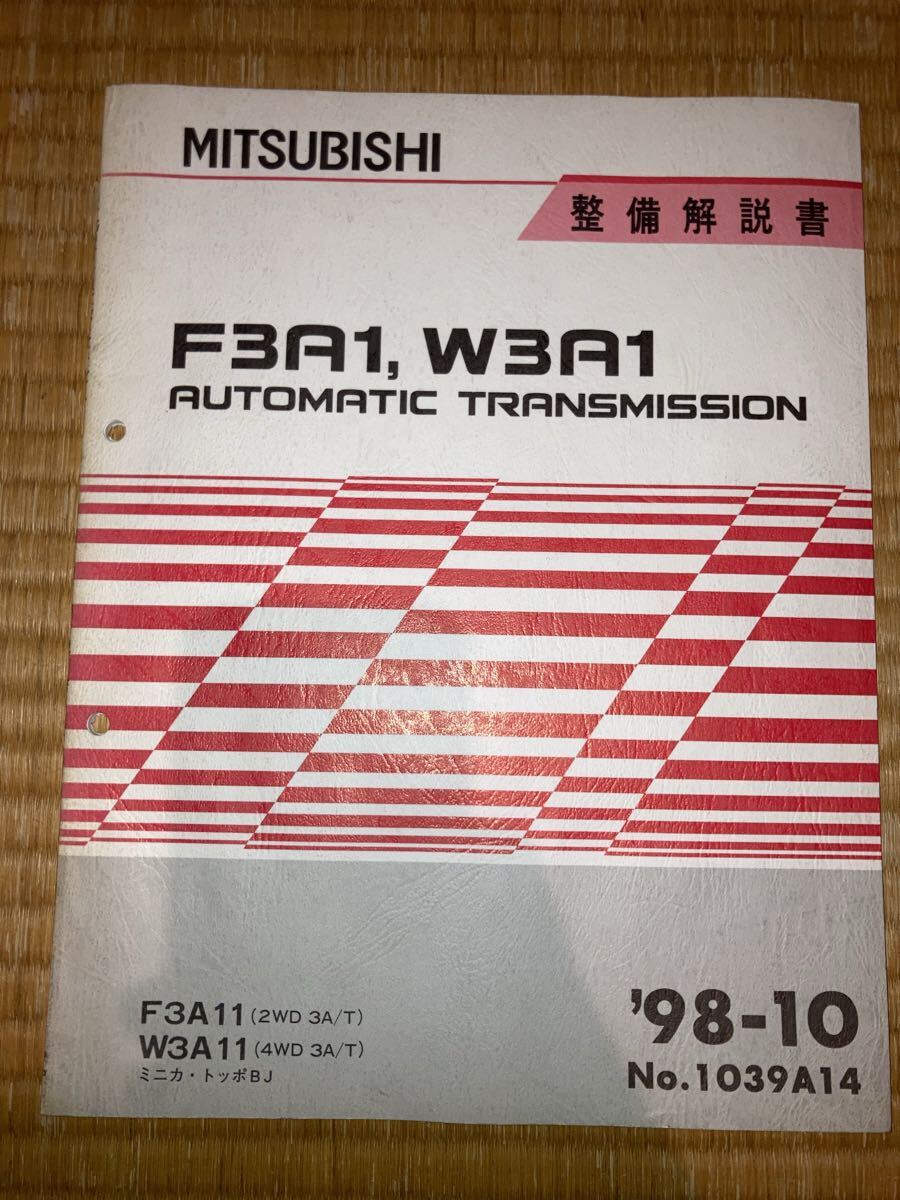 MITSUBISHI
整備解説書
F3A1, W3A1
AUTOMATIC TRANSMISSION
F3A11 (2WD 3A/T)
W3A11 (4WD 3A/T)
ミニカ・トッポBJ
'98-10
No.1039A14